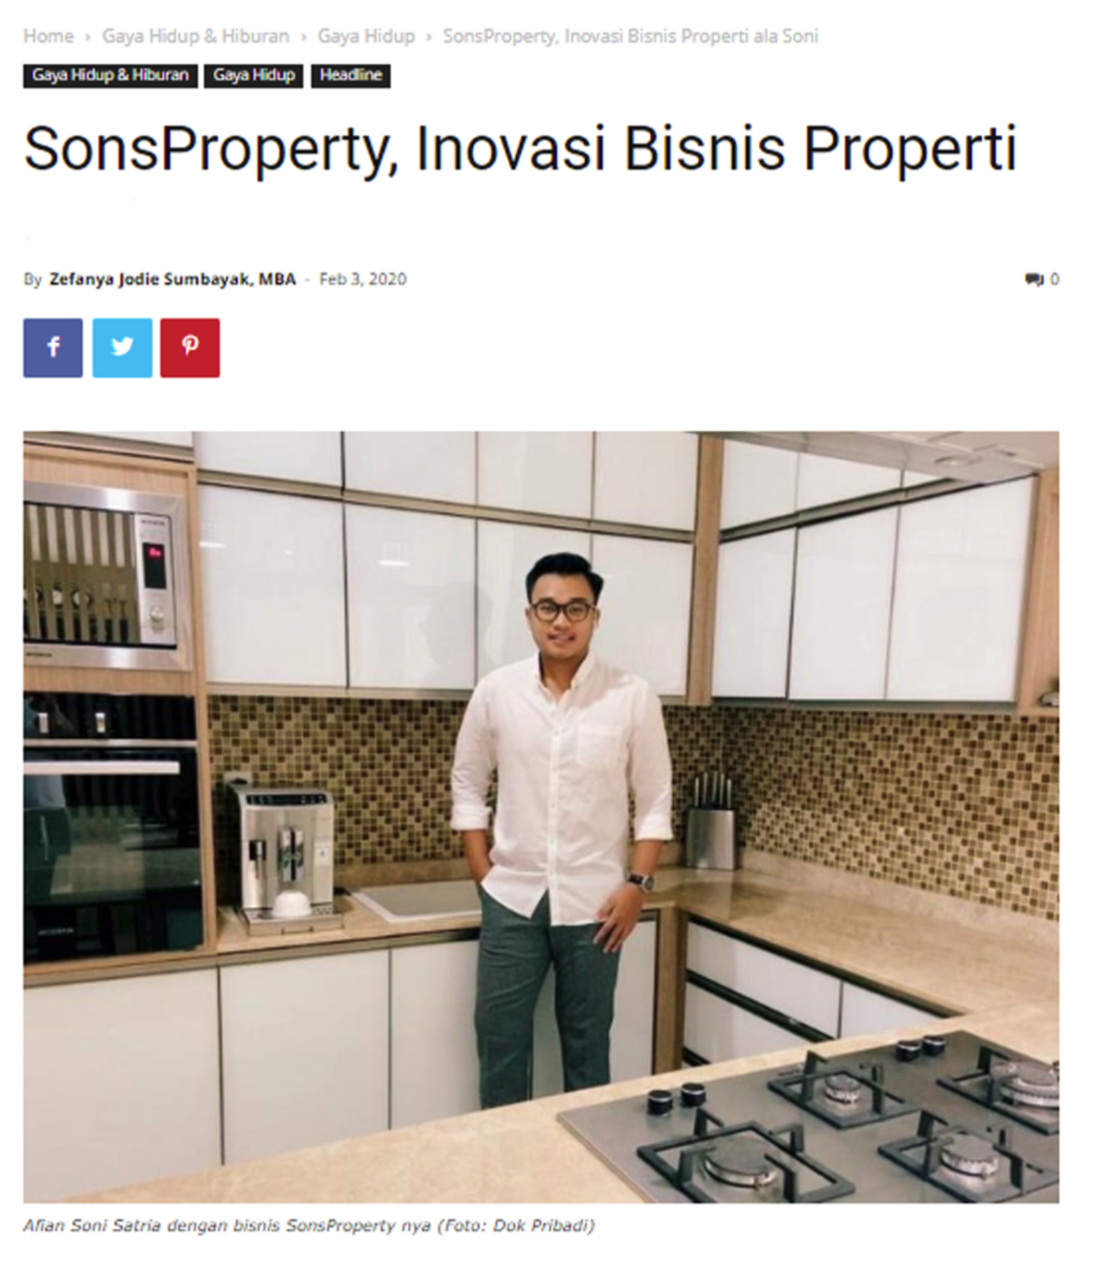 Home › Gaya Hidup & Hiburan › Gaya Hidup › SonsProperty, Inovasi Bisnis Properti ala Soni
Gaya Hidup & Hiburan Gaya Hidup Headline
SonsProperty, Inovasi Bisnis Properti
By Zefanya Jodie Sumbayak, MBA - Feb 3, 2020 0
Afian Soni Satria dengan bisnis SonsProperty nya (Foto: Dok Pribadi)